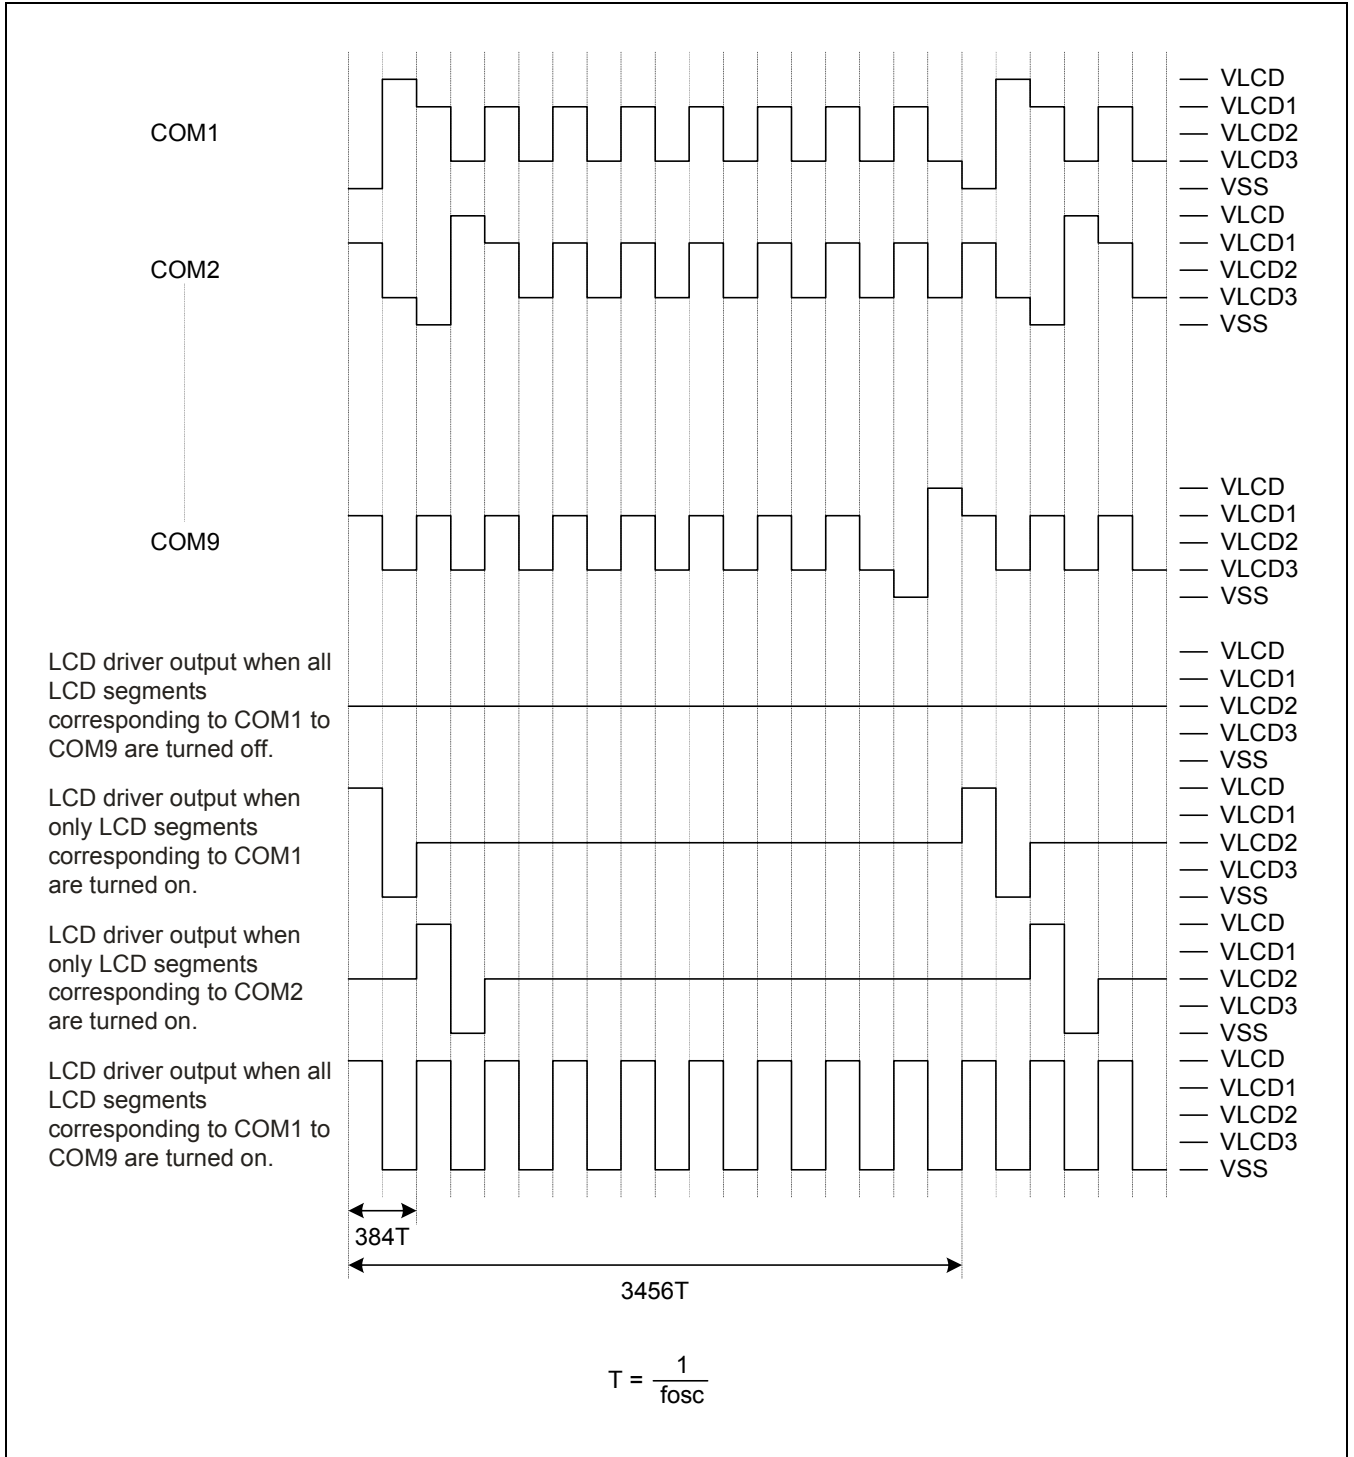 COM1
VLCD
VLCD1
VLCD2
VLCD3
VSS
COM2
VLCD
VLCD1
VLCD2
VLCD3
VSS
COM9
VLCD
VLCD1
VLCD2
VLCD3
VSS
LCD driver output when all
LCD segments
corresponding to COM1 to
COM9 are turned off.
VLCD
VLCD1
VLCD2
VLCD3
VSS
LCD driver output when
only LCD segments
corresponding to COM1
are turned on.
VLCD
VLCD1
VLCD2
VLCD3
VSS
LCD driver output when
only LCD segments
corresponding to COM2
are turned on.
VLCD
VLCD1
VLCD2
VLCD3
VSS
LCD driver output when all
LCD segments
corresponding to COM1 to
COM9 are turned on.
VLCD
VLCD1
VLCD2
VLCD3
VSS
384T
3456T
T = 1
fosc